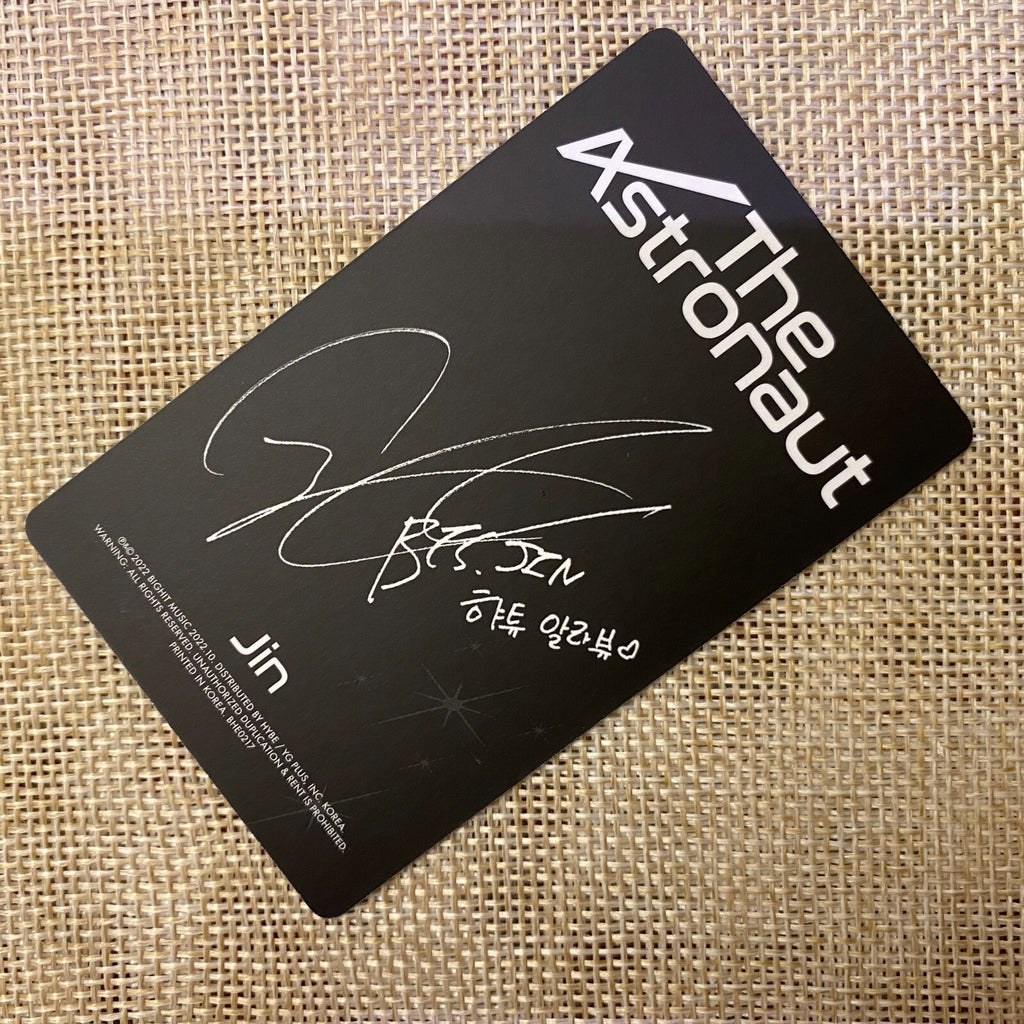 The
Astronaut
BTS. JIN
하튜 알라뷰♡
Jin
℗&© 2022 BIGHIT MUSIC 2022.10. DISTRIBUTED BY HYBE / YG PLUS, INC. KOREA.
WARNING: ALL RIGHTS RESERVED. UNAUTHORIZED DUPLICATION & RENT IS PROHIBITED.
PRINTED IN KOREA. BHE0217